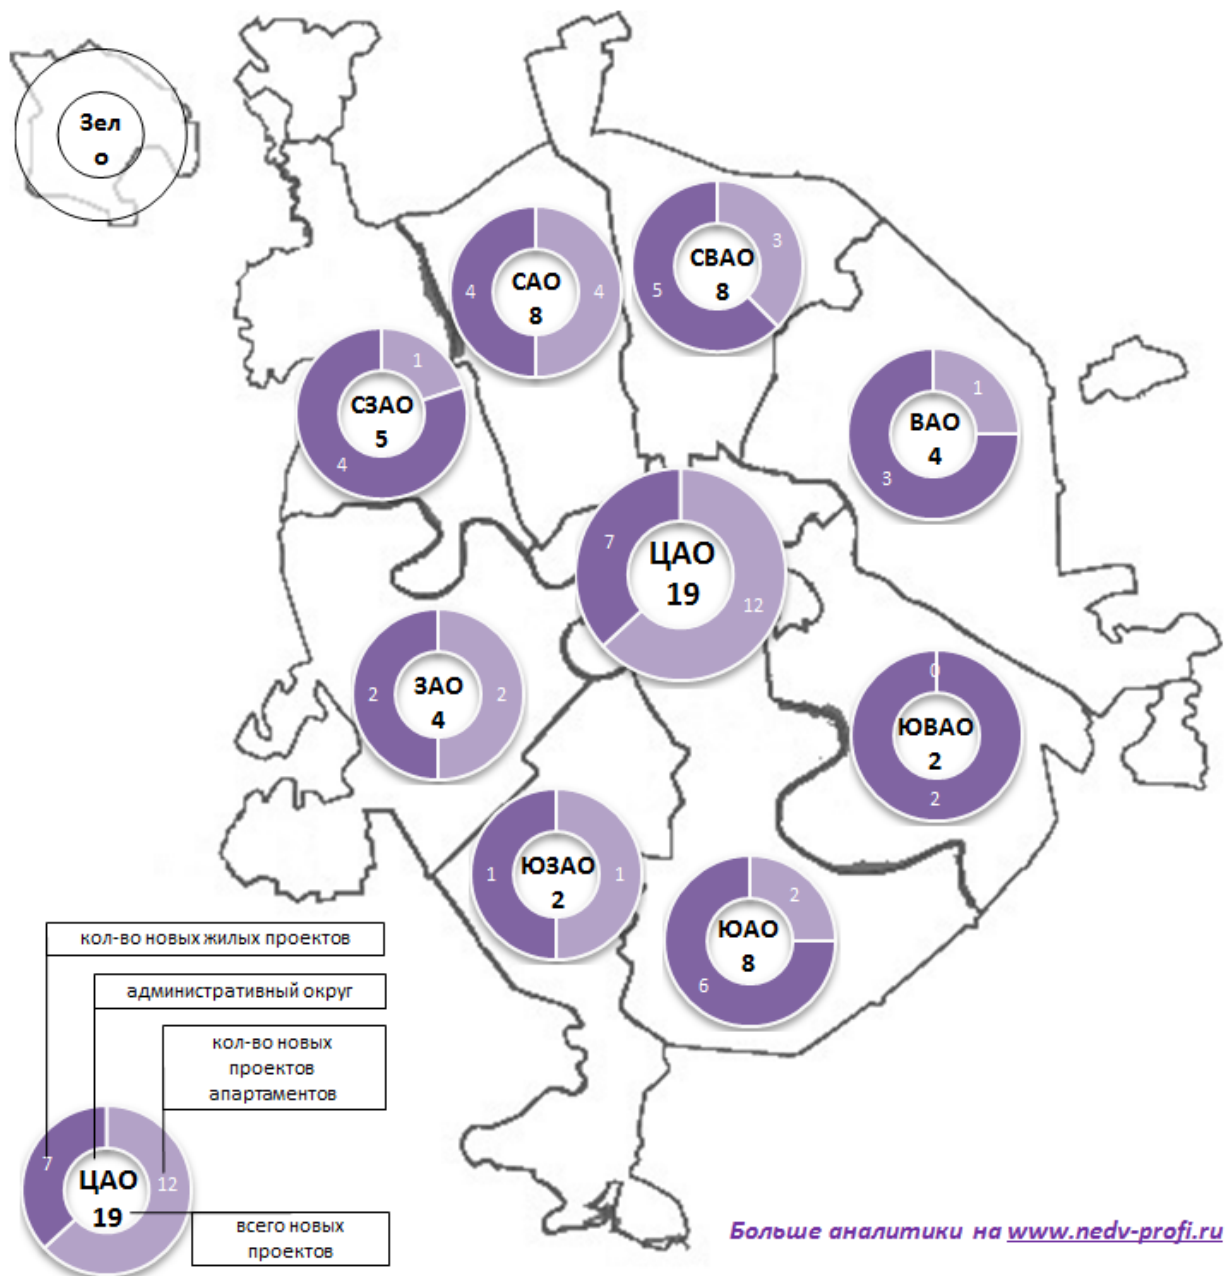 Зел
о
СВАО
8
3
5
САО
8
4
4
СЗАО
5
1
4
ВАО
4
1
3
ЦАО
19
7
12
ЗАО
4
2
2
ЮВАО
2
0
2
ЮЗАО
2
1
1
ЮАО
8
2
6
кол-во новых жилых проектов
административный округ
кол-во новых
проектов
апартаментов
7
ЦАО
19
12
всего новых
проектов
Больше аналитики на www.nedv-profi.ru